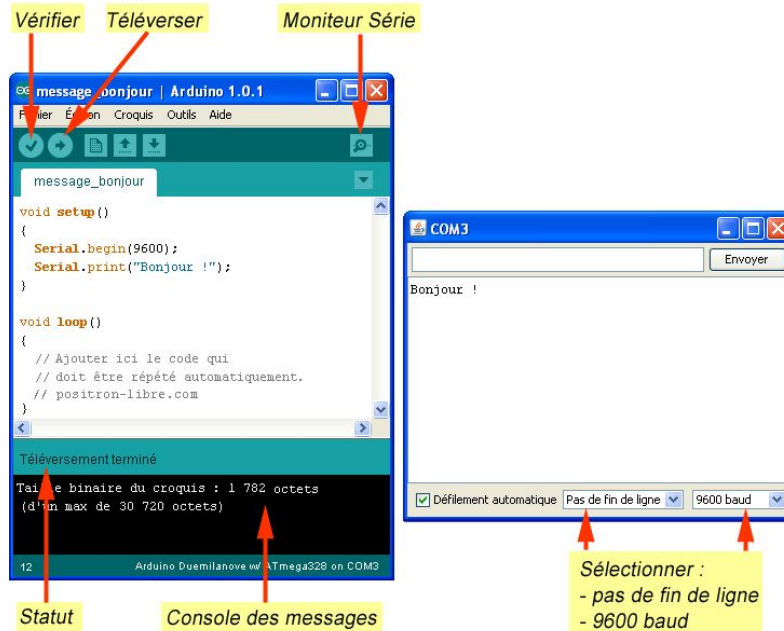 Vérifier
Téléverser
Moniteur Série
message_bonjour | Arduino 1.0.1
Fichier Édition Croquis Outils Aide
message_bonjour
void setup()
{
Serial.begin(9600);
Serial.print("Bonjour !");
}
void loop()
{
// Ajouter ici le code qui
// doit être répété automatiquement.
// positron-libre.com
}
Téléversement terminé
Taille binaire du croquis : 1 782 octets
(d'un max de 30 720 octets)
12
Arduino Duemilanove w/ ATmega328 on COM3
Statut
Console des messages
COM3
Envoyer
Bonjour !
Défilement automatique
Pas de fin de ligne
9600 baud
Sélectionner :
- pas de fin de ligne
- 9600 baud